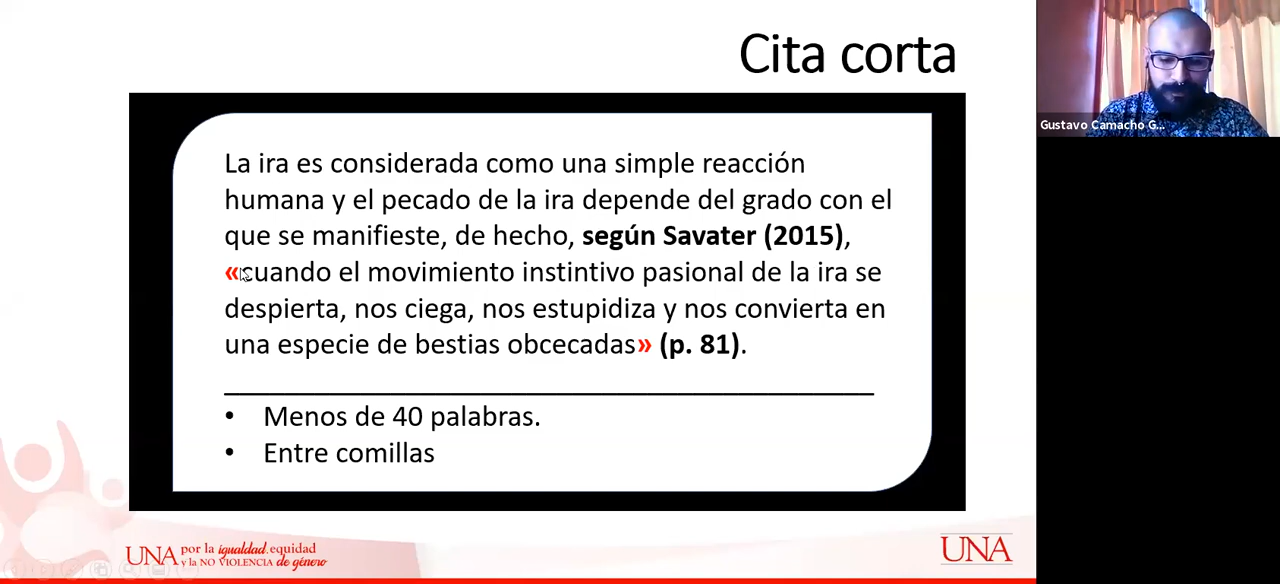 Cita corta
Gustavo Camacho G...
La ira es considerada como una simple reacción
humana y el pecado de la ira depende del grado con el
que se manifieste, de hecho, según Savater (2015),
«cuando el movimiento instintivo pasional de la ira se
despierta, nos ciega, nos estupidiza y nos convierta en
una especie de bestias obcecadas» (p. 81).
• Menos de 40 palabras.
• Entre comillas
UNA por la igualdad, equidad
y la NO VIOLENCIA de género
UNA